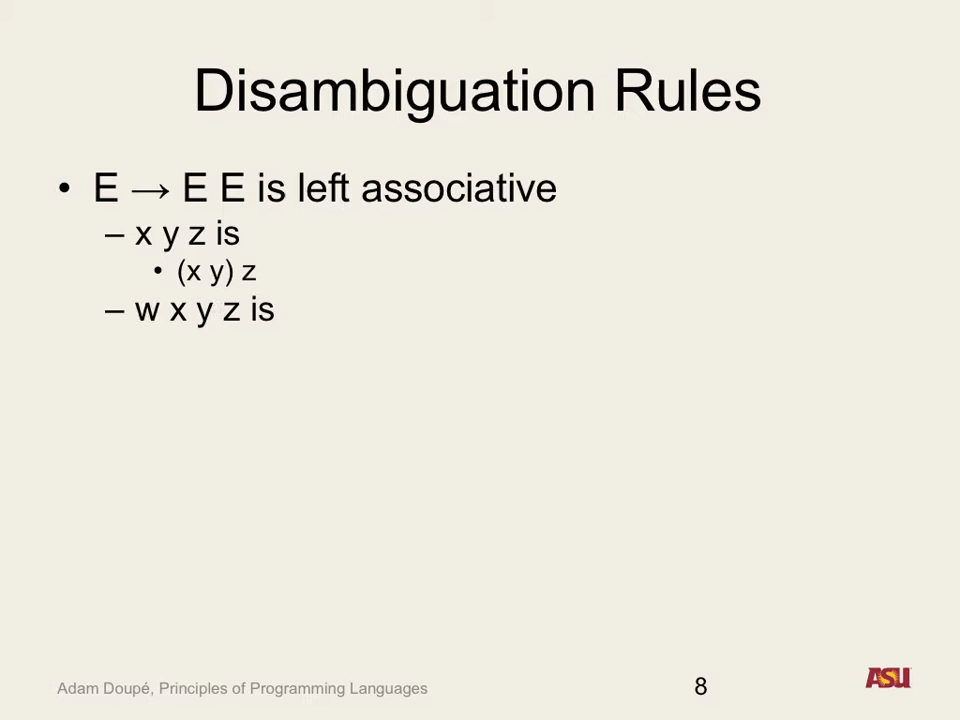 Disambiguation Rules
• E → E E is left associative
– x y z is
• (x y) z
– w x y z is
Adam Doupé, Principles of Programming Languages
8
ASU